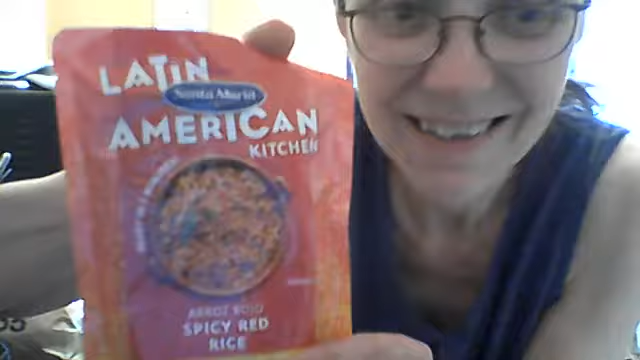 LATIN
Santa Maria
AMERICAN
KITCHEN
ARROZ ROJO
SPICY RED
RICE